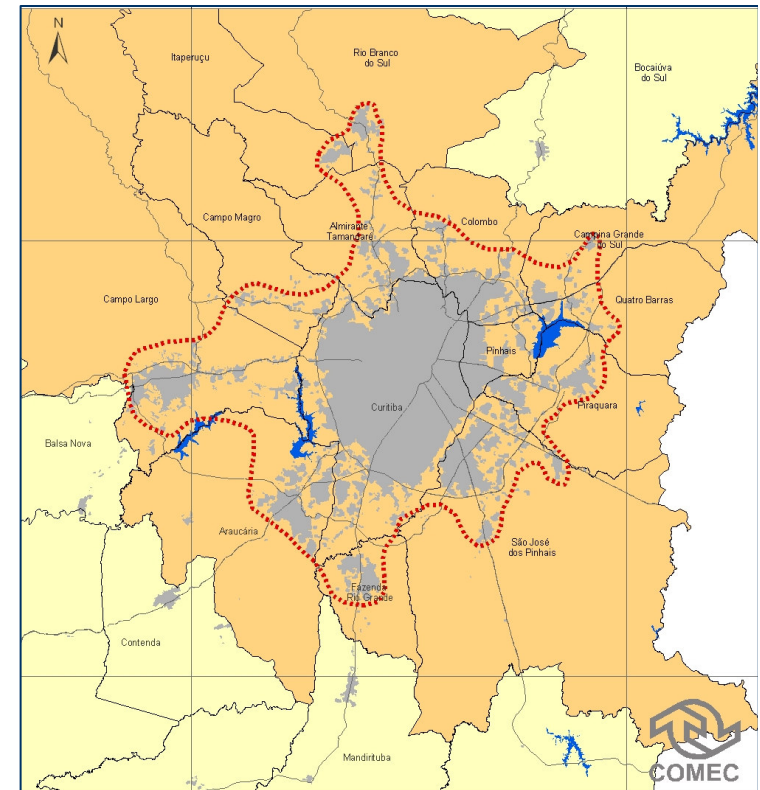 N
Itaperuçu
Rio Branco
do Sul
Bocaiúva
do Sul
Campo Magro
Almirante
Tamandaré
Colombo
Campina Grande
do Sul
Campo Largo
Quatro Barras
Pinhais
Curitiba
Piraquara
Balsa Nova
Araucária
São José
dos Pinhais
Fazenda
Rio Grande
Contenda
Mandirituba
COMEC